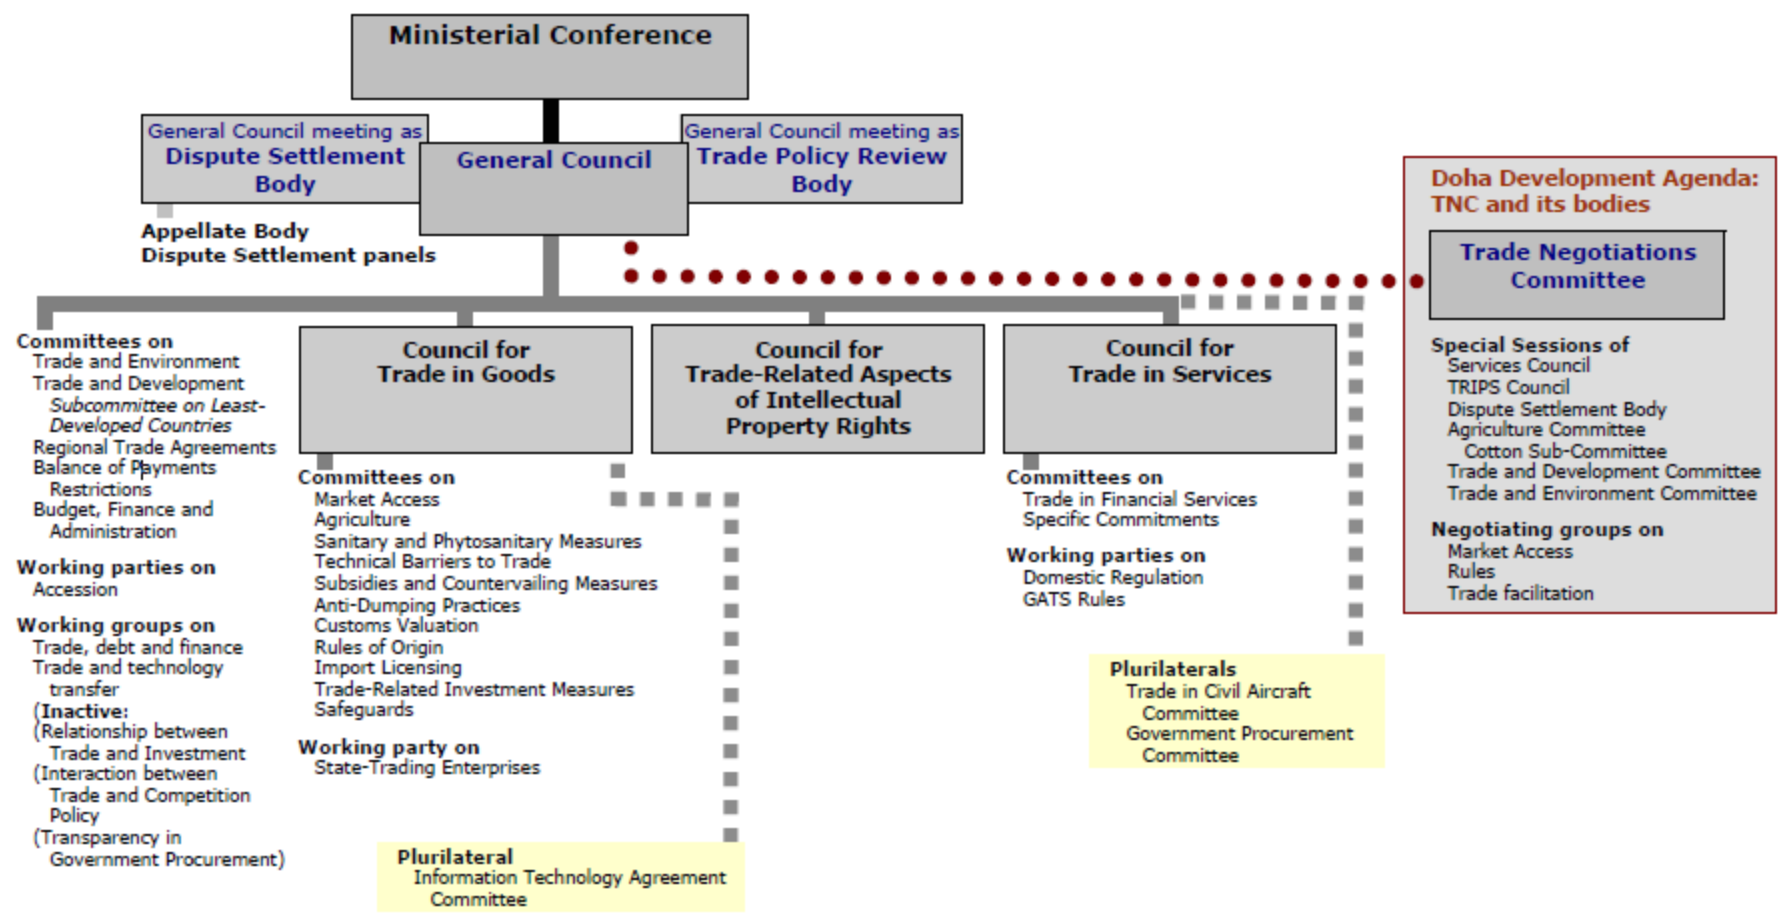 Ministerial Conference
General Council meeting as
Dispute Settlement
Body
General Council
General Council meeting as
Trade Policy Review
Body
Appellate Body
Dispute Settlement panels
Doha Development Agenda:
TNC and its bodies
Trade Negotiations
Committee
Special Sessions of
Services Council
TRIPS Council
Dispute Settlement Body
Agriculture Committee
Cotton Sub-Committee
Trade and Development Committee
Trade and Environment Committee
Negotiating groups on
Market Access
Rules
Trade facilitation
Committees on
Trade and Environment
Trade and Development
Subcommittee on Least-
Developed Countries
Regional Trade Agreements
Balance of Payments
Restrictions
Budget, Finance and
Administration
Working parties on
Accession
Working groups on
Trade, debt and finance
Trade and technology
transfer
(Inactive:
(Relationship between
Trade and Investment
(Interaction between
Trade and Competition
Policy
(Transparency in
Government Procurement)
Council for
Trade in Goods
Committees on
Market Access
Agriculture
Sanitary and Phytosanitary Measures
Technical Barriers to Trade
Subsidies and Countervailing Measures
Anti-Dumping Practices
Customs Valuation
Rules of Origin
Import Licensing
Trade-Related Investment Measures
Safeguards
Working party on
State-Trading Enterprises
Plurilateral
Information Technology Agreement
Committee
Council for
Trade-Related Aspects
of Intellectual
Property Rights
Council for
Trade in Services
Committees on
Trade in Financial Services
Specific Commitments
Working parties on
Domestic Regulation
GATS Rules
Plurilaterals
Trade in Civil Aircraft
Committee
Government Procurement
Committee